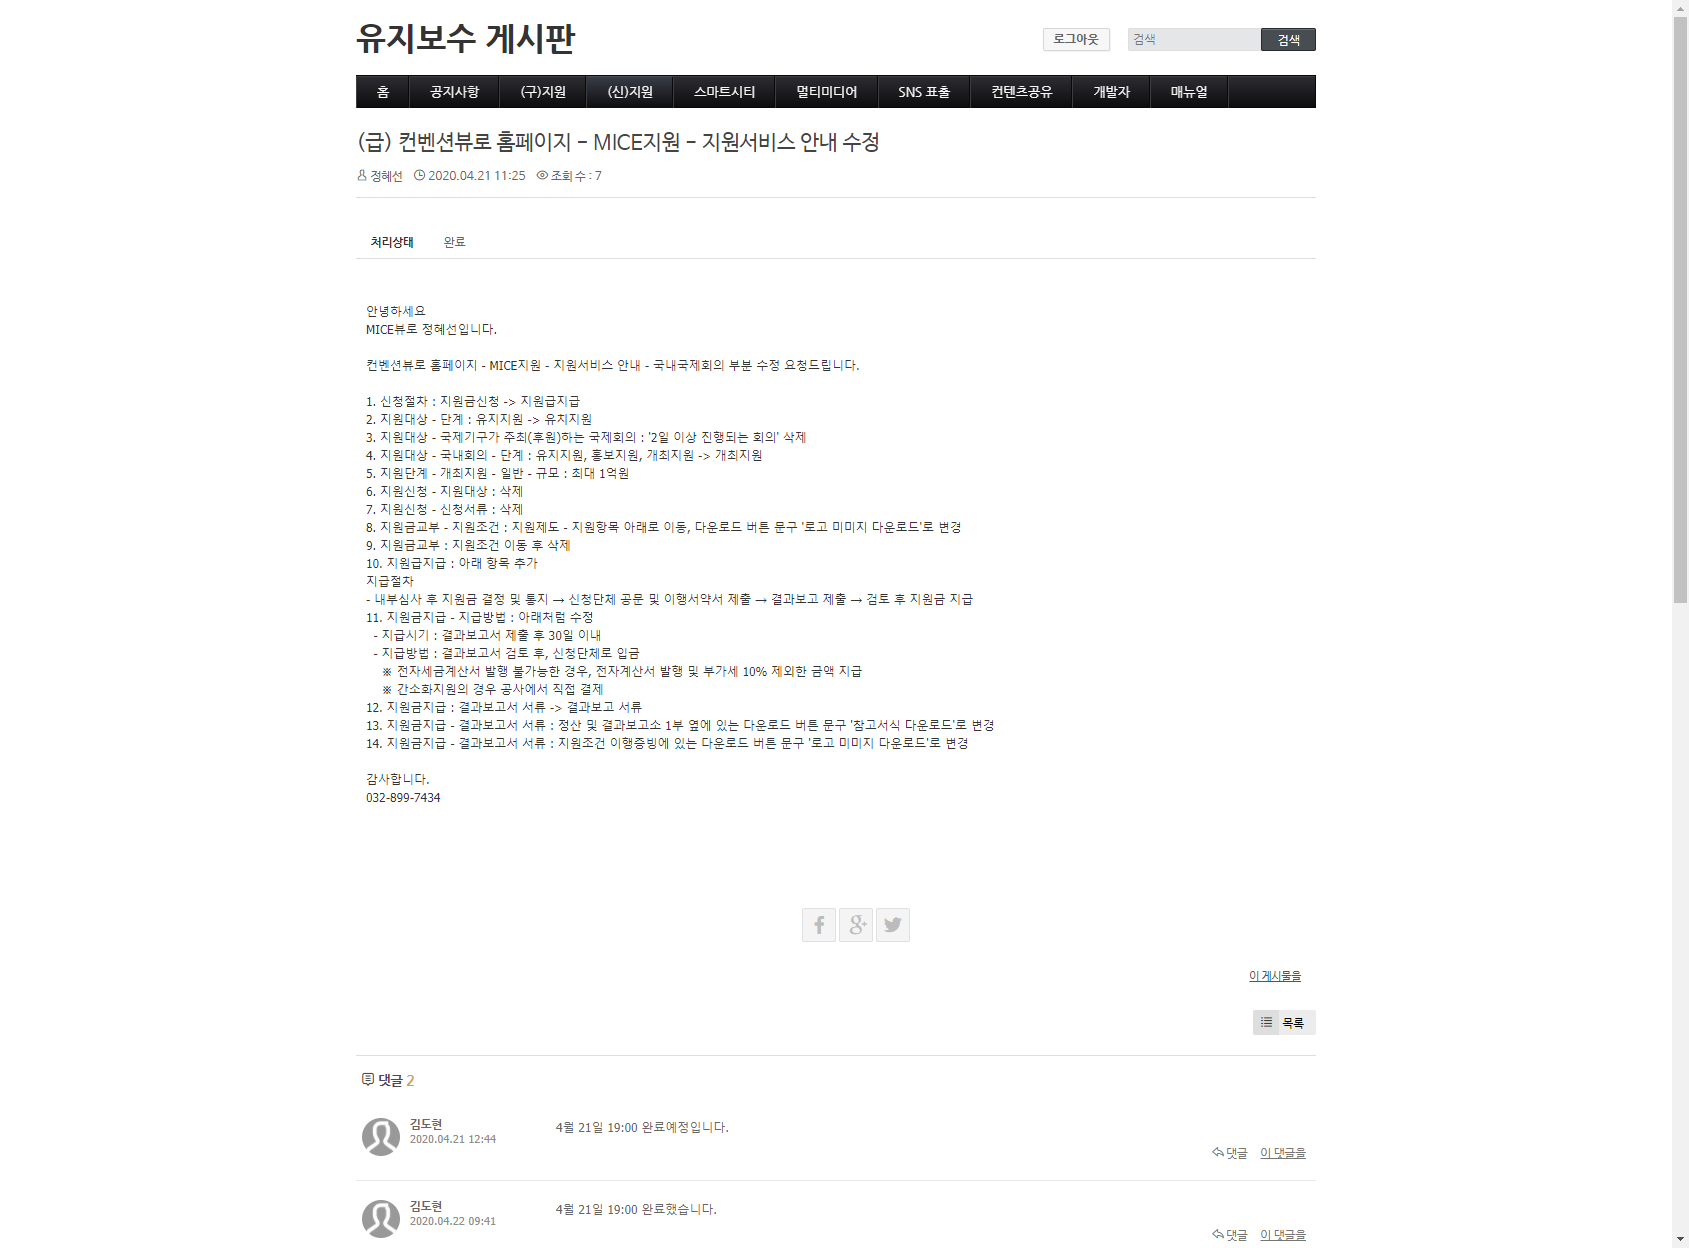 유지보수 게시판
로그아웃
검색
검색
홈 공지사항 (구)지원 (신)지원 스마트시티 멀티미디어 SNS 표출 컨텐츠공유 개발자 매뉴얼
(급) 컨벤션뷰로 홈페이지 - MICE지원 - 지원서비스 안내 수정
정혜선 2020.04.21 11:25 조회 수 : 7
처리상태 완료
안녕하세요
MICE뷰로 정혜선입니다.
컨벤션뷰로 홈페이지 - MICE지원 - 지원서비스 안내 - 국내국제회의 부분 수정 요청드립니다.
1. 신청절차 : 지원금신청 -> 지원급지급
2. 지원대상 - 단계 : 유지지원 -> 유치지원
3. 지원대상 - 국제기구가 주최(후원)하는 국제회의 : '2일 이상 진행되는 회의' 삭제
4. 지원대상 - 국내회의 - 단계 : 유지지원, 홍보지원, 개최지원 -> 개최지원
5. 지원단계 - 개최지원 - 일반 - 규모 : 최대 1억원
6. 지원신청 - 지원대상 : 삭제
7. 지원신청 - 신청서류 : 삭제
8. 지원금교부 - 지원조건 : 지원제도 - 지원항목 아래로 이동, 다운로드 버튼 문구 '로고 미미지 다운로드'로 변경
9. 지원금교부 : 지원조건 이동 후 삭제
10. 지원급지급 : 아래 항목 추가
지급절차
- 내부심사 후 지원금 결정 및 통지 → 신청단체 공문 및 이행서약서 제출 → 결과보고 제출 → 검토 후 지원금 지급
11. 지원금지급 - 지급방법 : 아래처럼 수정
- 지급시기 : 결과보고서 제출 후 30일 이내
- 지급방법 : 결과보고서 검토 후, 신청단체로 입금
※ 전자세금계산서 발행 불가능한 경우, 전자계산서 발행 및 부가세 10% 제외한 금액 지급
※ 간소화지원의 경우 공사에서 직접 결제
12. 지원금지급 : 결과보고서 서류 -> 결과보고 서류
13. 지원금지급 - 결과보고서 서류 : 정산 및 결과보고소 1부 옆에 있는 다운로드 버튼 문구 '참고서식 다운로드'로 변경
14. 지원금지급 - 결과보고서 서류 : 지원조건 이행증빙에 있는 다운로드 버튼 문구 '로고 미미지 다운로드'로 변경
감사합니다.
032-899-7434
이 게시물을
목록
댓글 2
김도현
2020.04.21 12:44
4월 21일 19:00 완료예정입니다.
댓글 이 댓글을
김도현
2020.04.22 09:41
4월 21일 19:00 완료했습니다.
댓글 이 댓글을